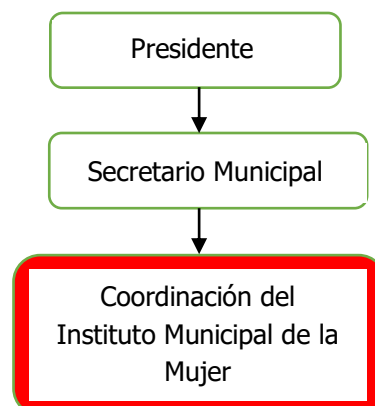 Presidente
Secretario Municipal
Coordinación del
Instituto Municipal de la
Mujer